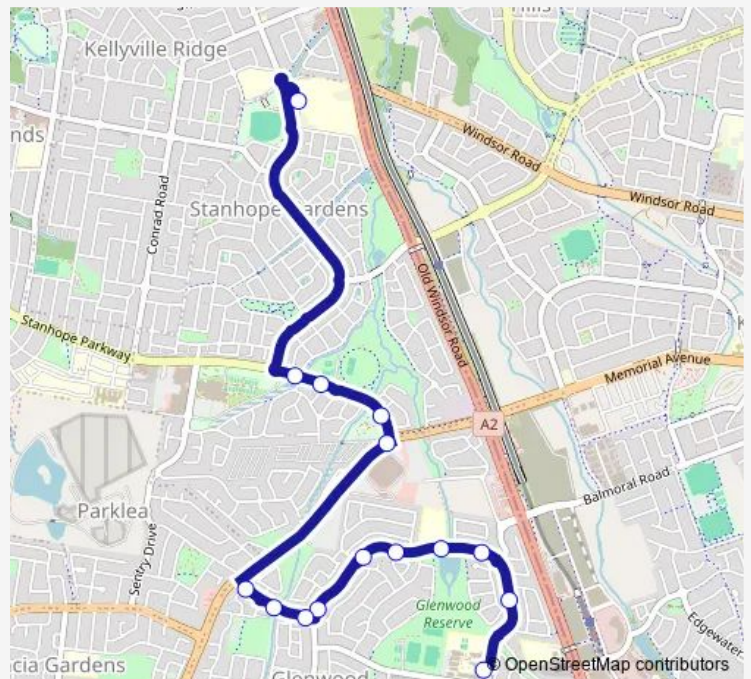 Hills
Kellyville Ridge
nds
Windsor Road
Windsor Road
Conrad Road
Stanhope Gardens
Old Windsor Road
Stanhope Parkway
Memorial Avenue
K
A2
Balmoral Road
Parklea
Sentry Drive
Glenwood
Reserve
Edgewater
cia Gardens
Glenwood
© OpenStreetMap contributors